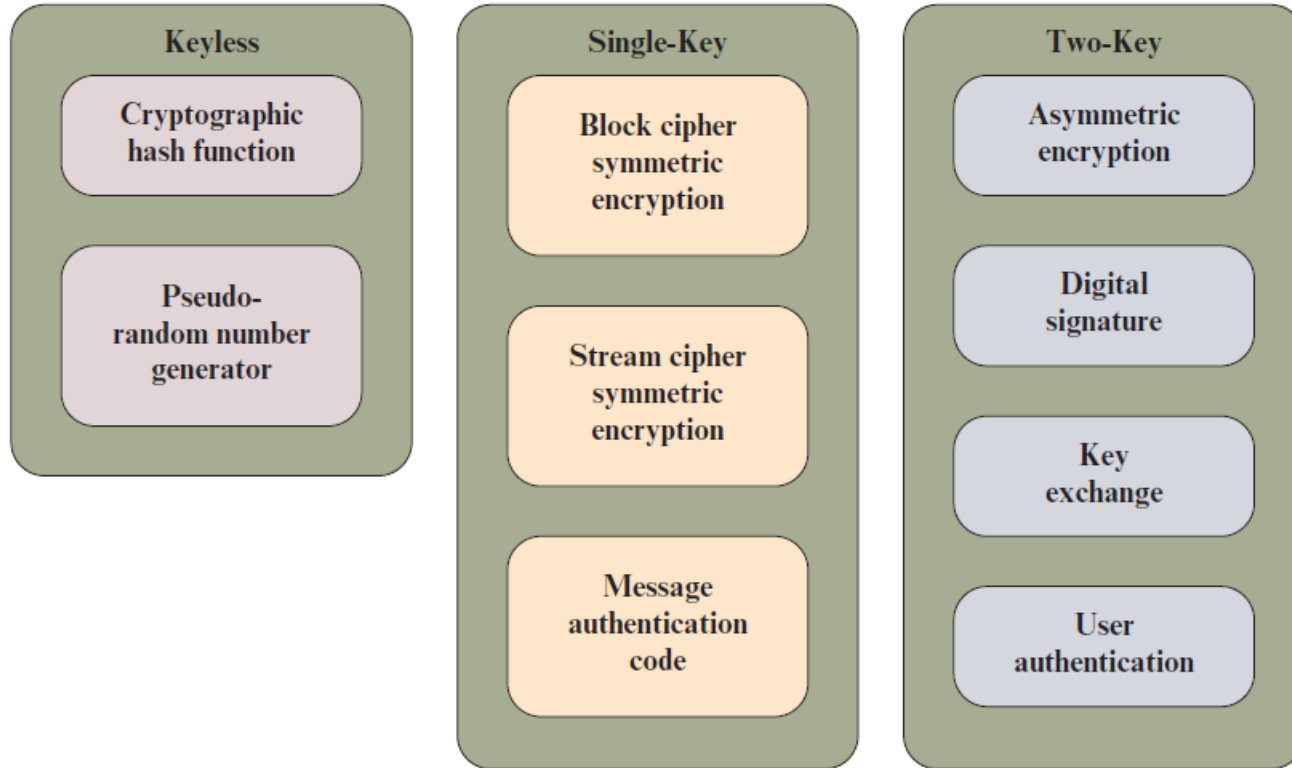 Keyless
Cryptographic
hash function
Pseudo-
random number
generator
Single-Key
Block cipher
symmetric
encryption
Stream cipher
symmetric
encryption
Message
authentication
code
Two-Key
Asymmetric
encryption
Digital
signature
Key
exchange
User
authentication